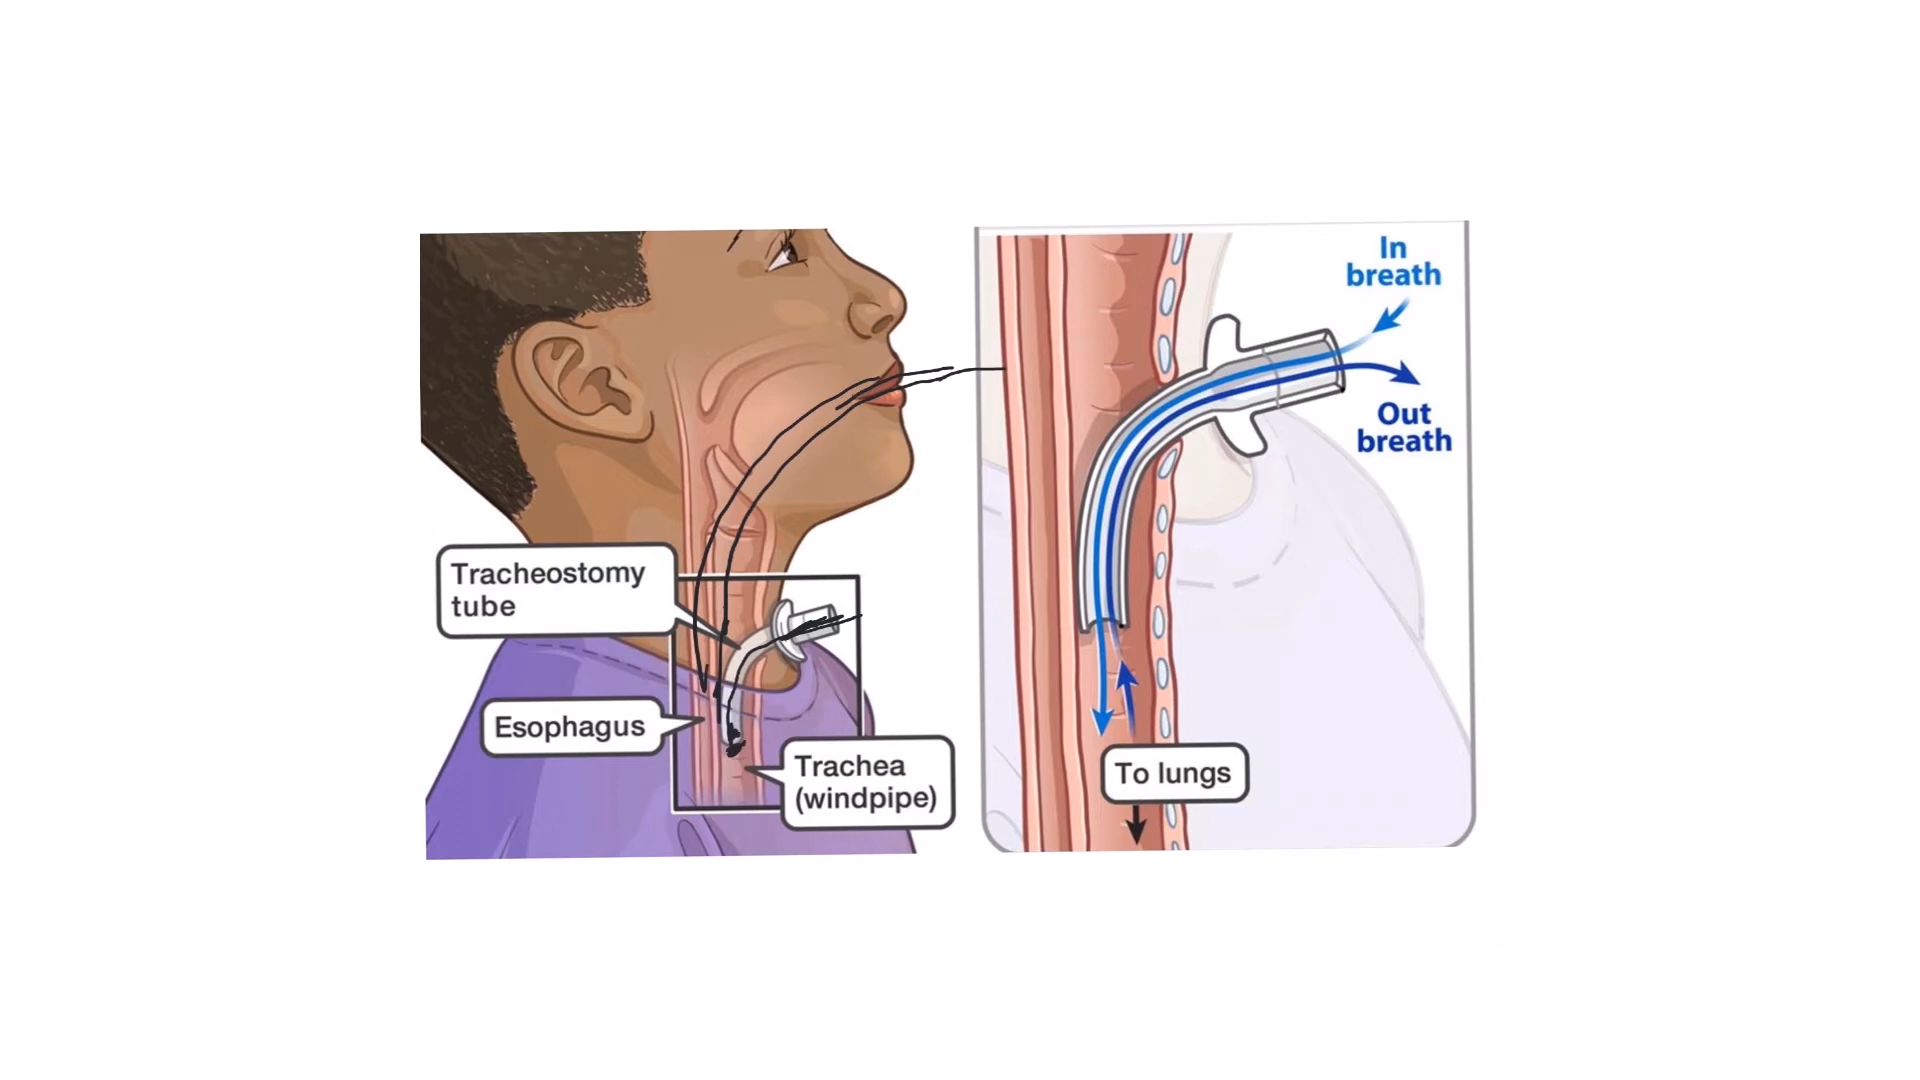 Tracheostomy
tube
Esophagus
Trachea
(windpipe)
In
breath
Out
breath
To lungs